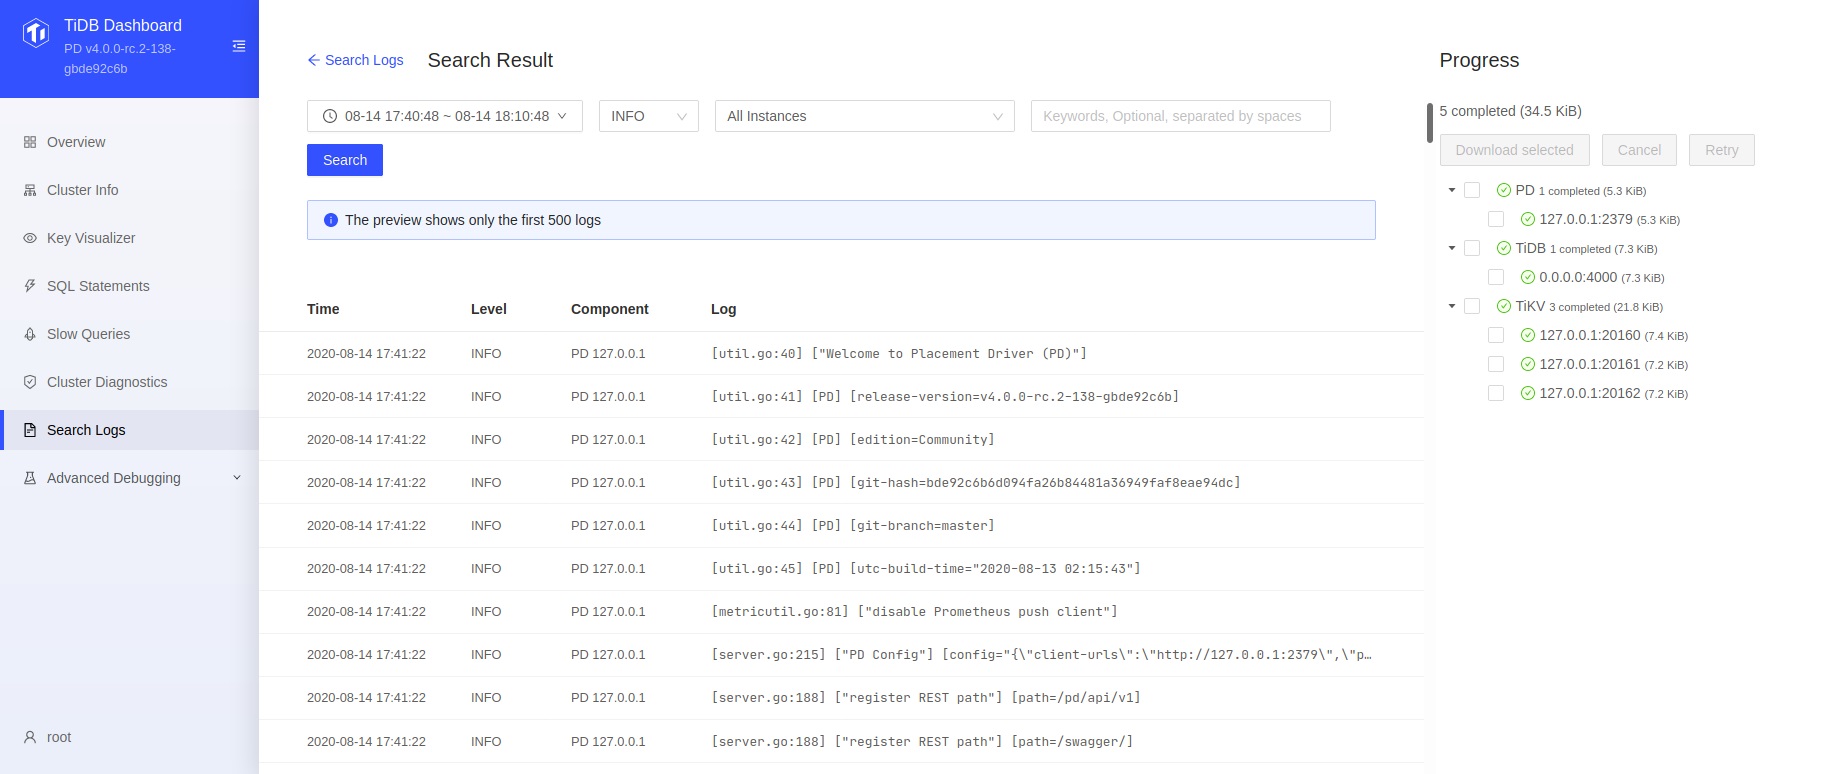 TiDB Dashboard
PD v4.0.0-rc.2-138-
gbde92c6b
Overview
Cluster Info
Key Visualizer
SQL Statements
Slow Queries
Cluster Diagnostics
Search Logs
Advanced Debugging
root
Search Logs Search Result
08-14 17:40:48 ~ 08-14 18:10:48 INFO All Instances Keywords, Optional, separated by spaces
Search
The preview shows only the first 500 logs
Time Level Component Log
2020-08-14 17:41:22 INFO PD 127.0.0.1 [util.go:40] ["Welcome to Placement Driver (PD)"]
2020-08-14 17:41:22 INFO PD 127.0.0.1 [util.go:41] [PD] [release-version=v4.0.0-rc.2-138-gbde92c6b]
2020-08-14 17:41:22 INFO PD 127.0.0.1 [util.go:42] [PD] [edition=Community]
2020-08-14 17:41:22 INFO PD 127.0.0.1 [util.go:43] [PD] [git-hash=bde92c6b6d094fa26b84481a36949faf8eae94dc]
2020-08-14 17:41:22 INFO PD 127.0.0.1 [util.go:44] [PD] [git-branch=master]
2020-08-14 17:41:22 INFO PD 127.0.0.1 [util.go:45] [PD] [utc-build-time="2020-08-13 02:15:43"]
2020-08-14 17:41:22 INFO PD 127.0.0.1 [metricutil.go:81] ["disable Prometheus push client"]
2020-08-14 17:41:22 INFO PD 127.0.0.1 [server.go:215] ["PD Config"] [config="{\"client-urls\":\"http://127.0.0.1:2379\",\"p…
2020-08-14 17:41:22 INFO PD 127.0.0.1 [server.go:188] ["register REST path"] [path=/pd/api/v1]
2020-08-14 17:41:22 INFO PD 127.0.0.1 [server.go:188] ["register REST path"] [path=/swagger/]
Progress
5 completed (34.5 KiB)
Download selected Cancel Retry
PD 1 completed (5.3 KiB)
127.0.0.1:2379 (5.3 KiB)
TiDB 1 completed (7.3 KiB)
0.0.0.0:4000 (7.3 KiB)
TiKV 3 completed (21.8 KiB)
127.0.0.1:20160 (7.4 KiB)
127.0.0.1:20161 (7.2 KiB)
127.0.0.1:20162 (7.2 KiB)